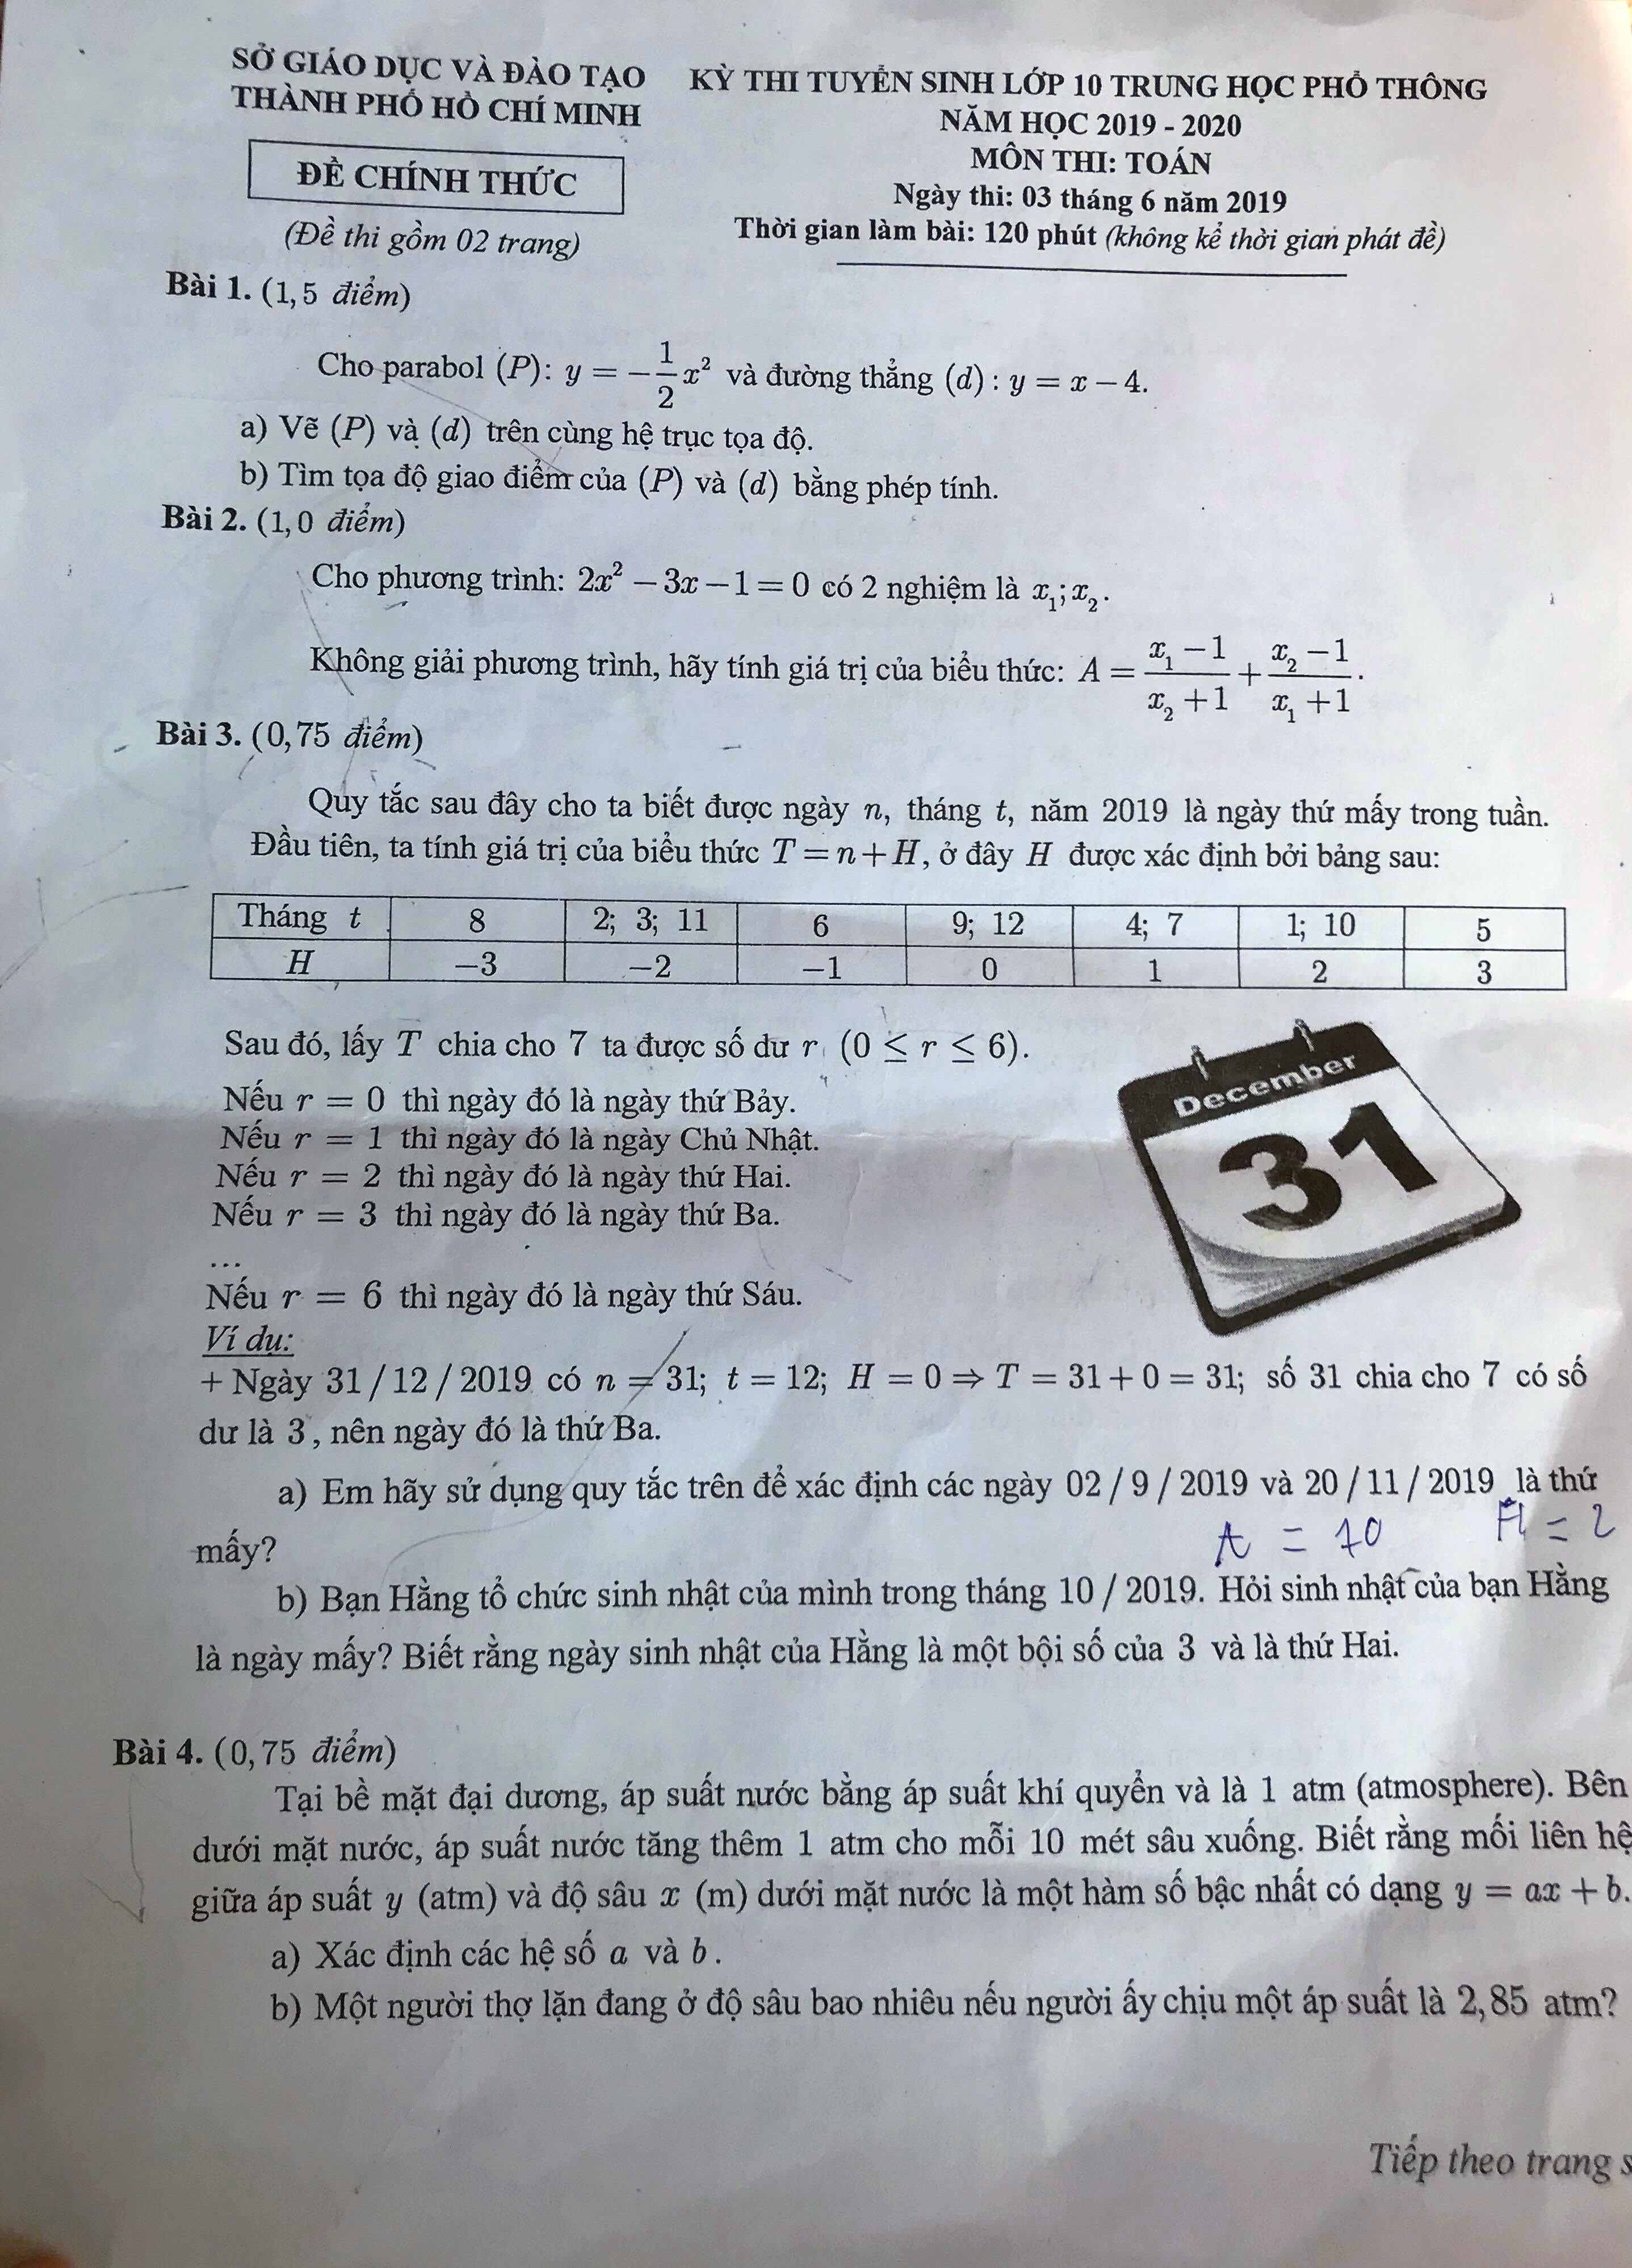 SỞ GIÁO DỤC VÀ ĐÀO TẠO
THÀNH PHỐ HỒ CHÍ MINH
ĐỀ CHÍNH THỨC
(Đề thi gồm 02 trang)
KỲ THI TUYỂN SINH LỚP 10 TRUNG HỌC PHỔ THÔNG
NĂM HỌC 2019 - 2020
MÔN THI: TOÁN
Ngày thi: 03 tháng 6 năm 2019
Thời gian làm bài: 120 phút (không kể thời gian phát đề)
Bài 1. (1,5 điểm)
Cho parabol (P): y = −1/2 x² và đường thẳng (d) : y = x − 4.
a) Vẽ (P) và (d) trên cùng hệ trục tọa độ.
b) Tìm tọa độ giao điểm của (P) và (d) bằng phép tính.
Bài 2. (1,0 điểm)
Cho phương trình: 2x² − 3x − 1 = 0 có 2 nghiệm là x₁; x₂.
Không giải phương trình, hãy tính giá trị của biểu thức: A = (x₁ − 1)/(x₂ + 1) + (x₂ − 1)/(x₁ + 1).
Bài 3. (0,75 điểm)
Quy tắc sau đây cho ta biết được ngày n, tháng t, năm 2019 là ngày thứ mấy trong tuần.
Đầu tiên, ta tính giá trị của biểu thức T = n + H, ở đây H được xác định bởi bảng sau:
Tháng t 8 2; 3; 11 6 9; 12 4; 7 1; 10 5
H −3 −2 −1 0 1 2 3
Sau đó, lấy T chia cho 7 ta được số dư r (0 ≤ r ≤ 6).
Nếu r = 0 thì ngày đó là ngày thứ Bảy.
Nếu r = 1 thì ngày đó là ngày Chủ Nhật.
Nếu r = 2 thì ngày đó là ngày thứ Hai.
Nếu r = 3 thì ngày đó là ngày thứ Ba.
...
Nếu r = 6 thì ngày đó là ngày thứ Sáu.
December
31
Ví dụ:
+ Ngày 31 / 12 / 2019 có n = 31; t = 12; H = 0 ⇒ T = 31 + 0 = 31; số 31 chia cho 7 có số
dư là 3, nên ngày đó là thứ Ba.
a) Em hãy sử dụng quy tắc trên để xác định các ngày 02 / 9 / 2019 và 20 / 11 / 2019 là thứ
mấy?
t = 10 H = 2
b) Bạn Hằng tổ chức sinh nhật của mình trong tháng 10 / 2019. Hỏi sinh nhật của bạn Hằng
là ngày mấy? Biết rằng ngày sinh nhật của Hằng là một bội số của 3 và là thứ Hai.
Bài 4. (0,75 điểm)
Tại bề mặt đại dương, áp suất nước bằng áp suất khí quyển và là 1 atm (atmosphere). Bên
dưới mặt nước, áp suất nước tăng thêm 1 atm cho mỗi 10 mét sâu xuống. Biết rằng mối liên hệ
giữa áp suất y (atm) và độ sâu x (m) dưới mặt nước là một hàm số bậc nhất có dạng y = ax + b.
a) Xác định các hệ số a và b.
b) Một người thợ lặn đang ở độ sâu bao nhiêu nếu người ấy chịu một áp suất là 2,85 atm?
Tiếp theo trang s